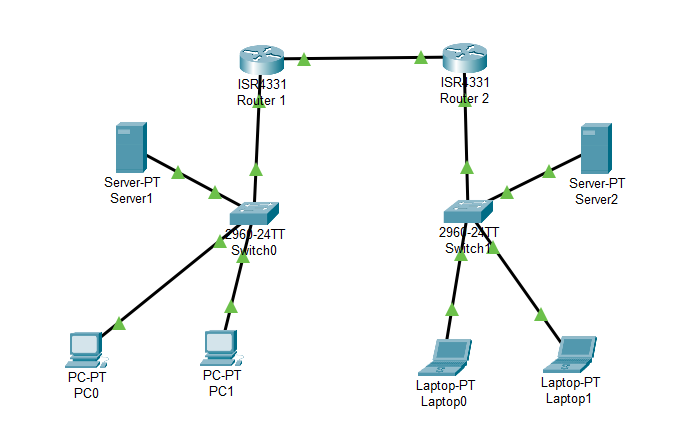 ISR4331
Router 1
ISR4331
Router 2
Server-PT
Server1
Server-PT
Server2
2960-24TT
Switch0
2960-24TT
Switch1
PC-PT
PC0
PC-PT
PC1
Laptop-PT
Laptop0
Laptop-PT
Laptop1